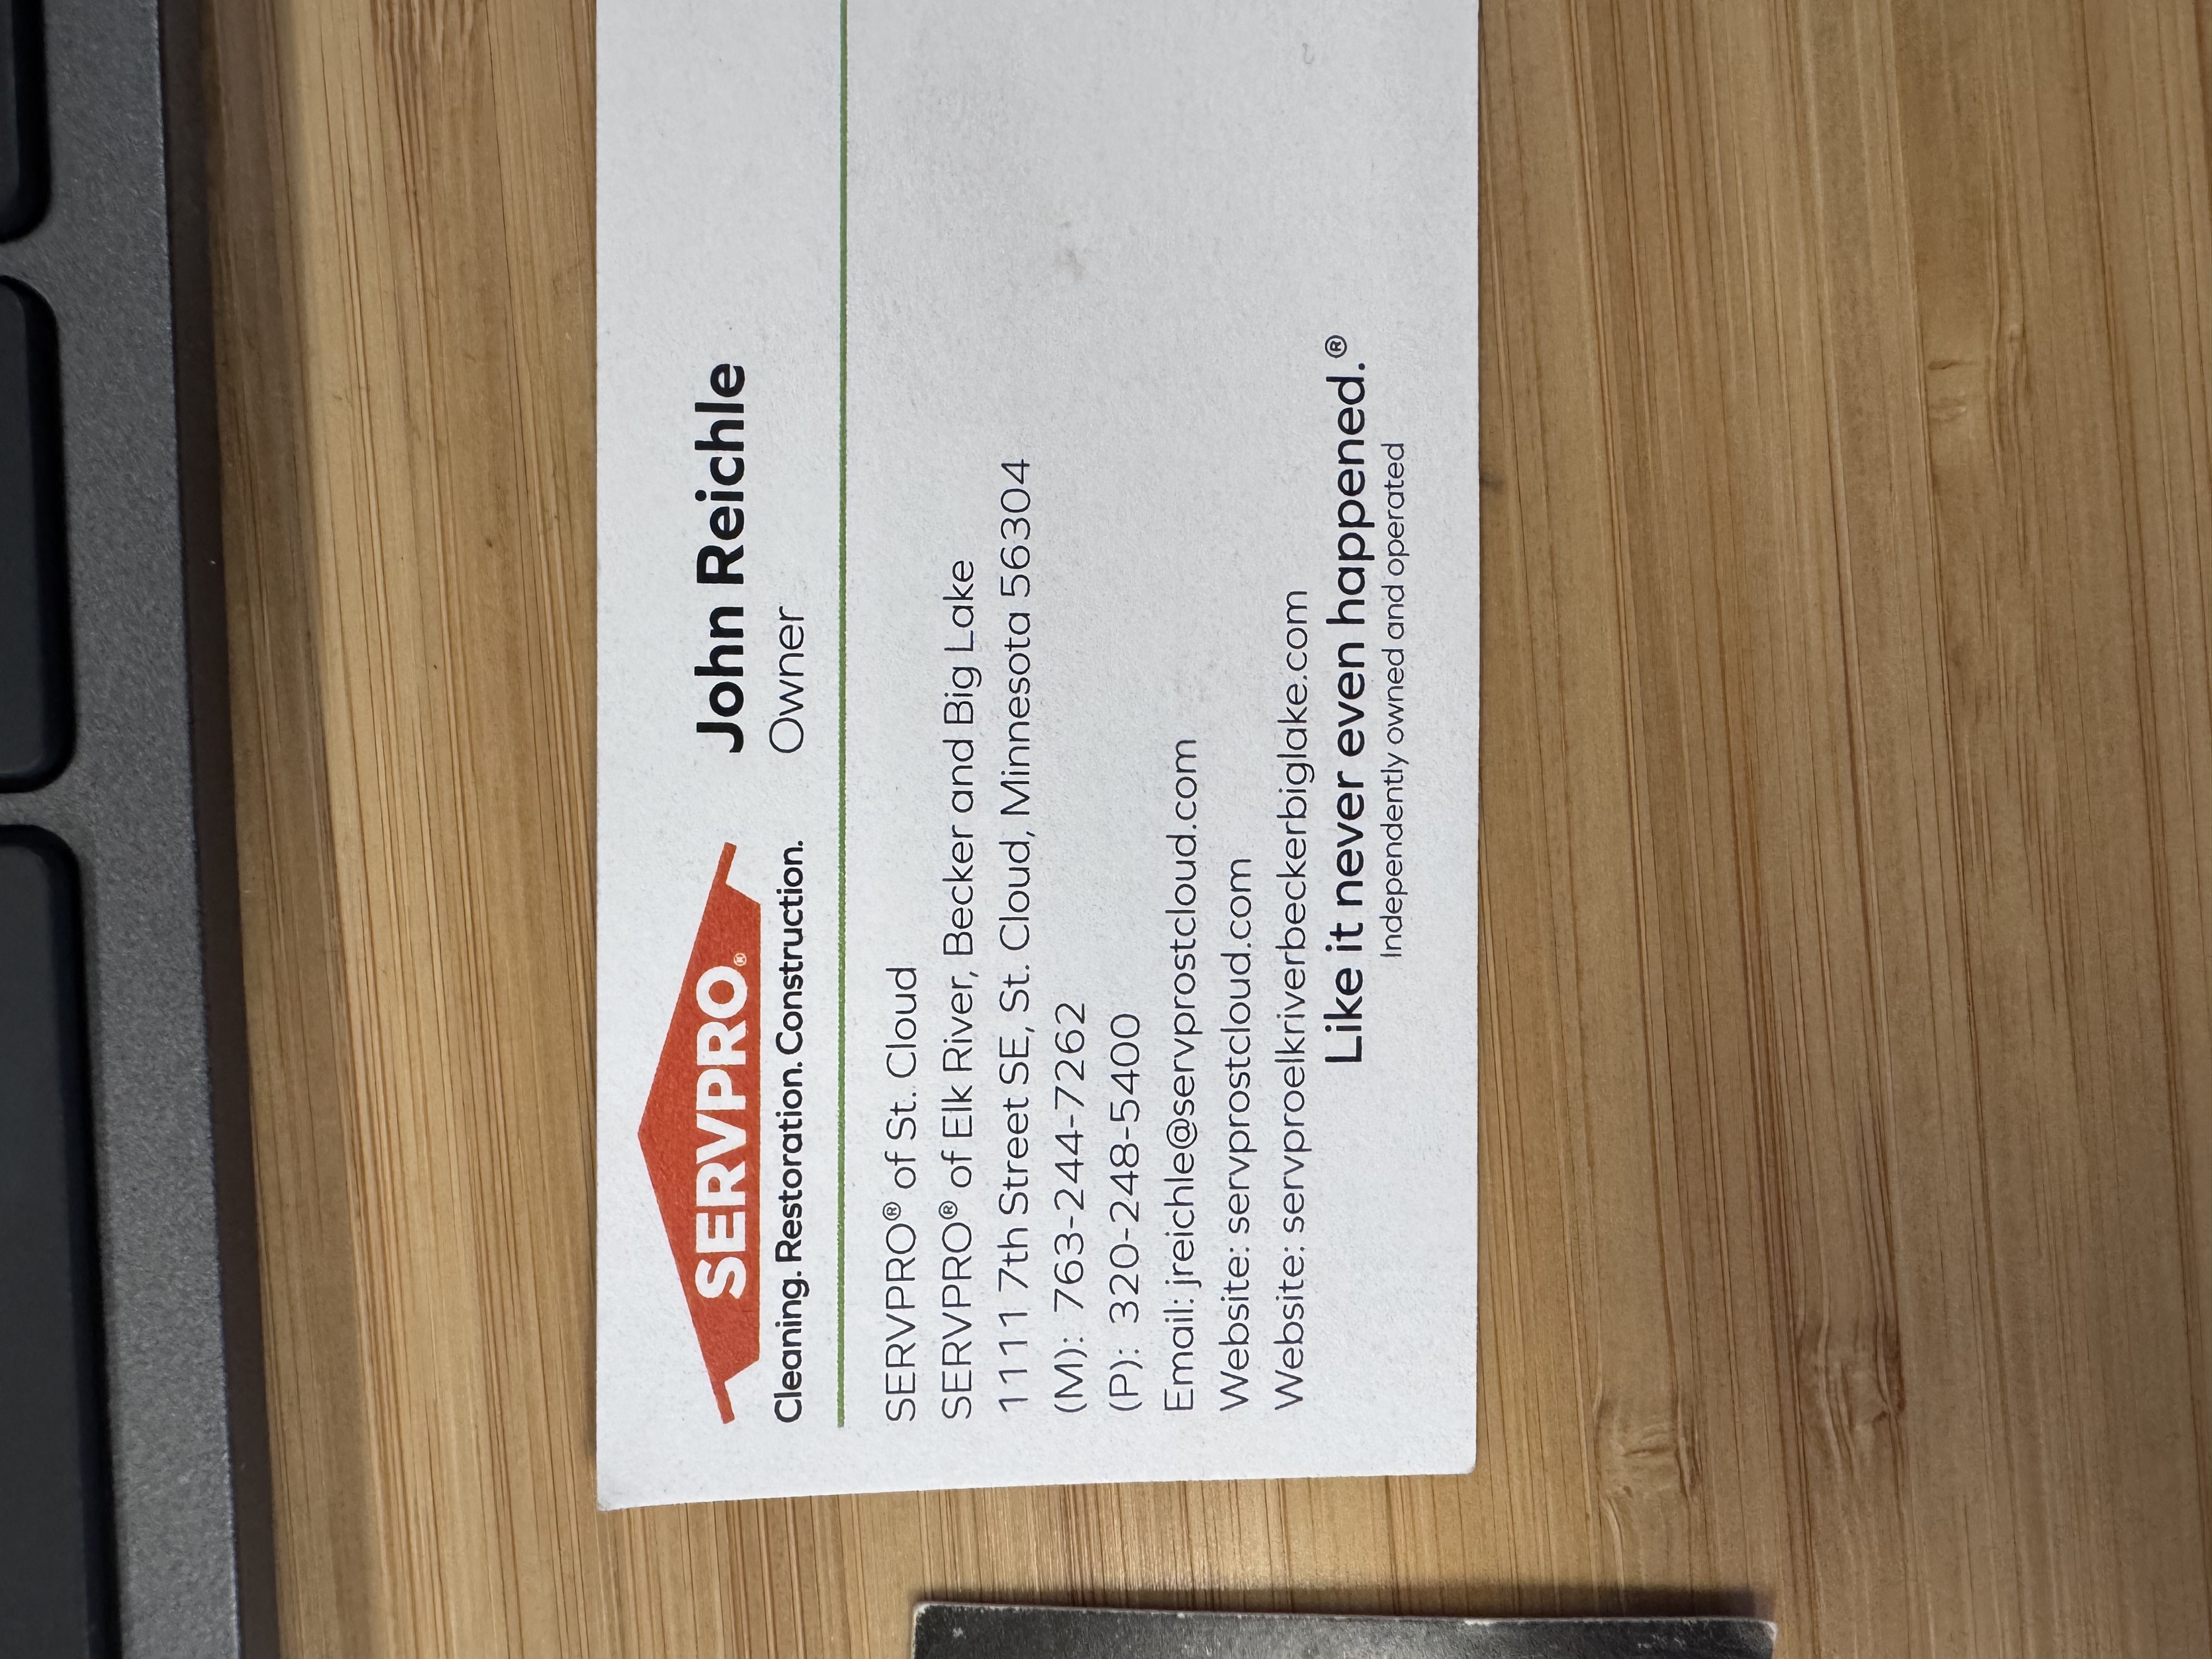 SERVPRO®
Cleaning. Restoration. Construction.
John Reichle
Owner
SERVPRO® of St. Cloud
SERVPRO® of Elk River, Becker and Big Lake
1111 7th Street SE, St. Cloud, Minnesota 56304
(M): 763-244-7262
(P): 320-248-5400
Email: jreichle@servprostcloud.com
Website: servprostcloud.com
Website: servproelkriverbeckerbiglake.com
Like it never even happened.®
Independently owned and operated